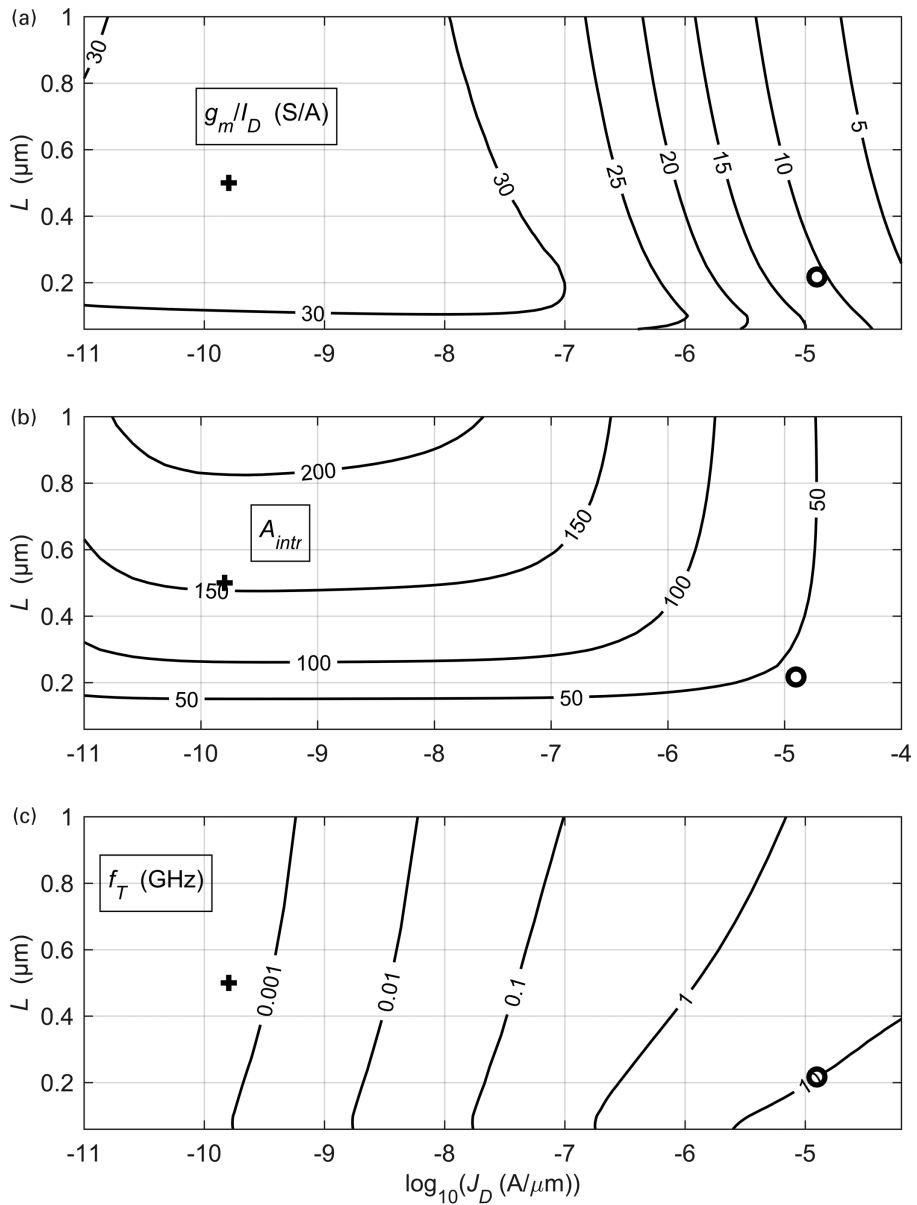 (a)
1
0.8
0.6
0.4
0.2
L (μm)
g_m/I_D (S/A)
30
30
30
25
20
15
10
5
-11 -10 -9 -8 -7 -6 -5
(b)
1
0.8
0.6
0.4
0.2
L (μm)
A_intr
200
150
150
100
100
50
50
50
-11 -10 -9 -8 -7 -6 -5 -4
(c)
1
0.8
0.6
0.4
0.2
L (μm)
f_T (GHz)
0.001
0.01
0.1
1
10
-11 -10 -9 -8 -7 -6 -5
log₁₀(J_D (A/μm))